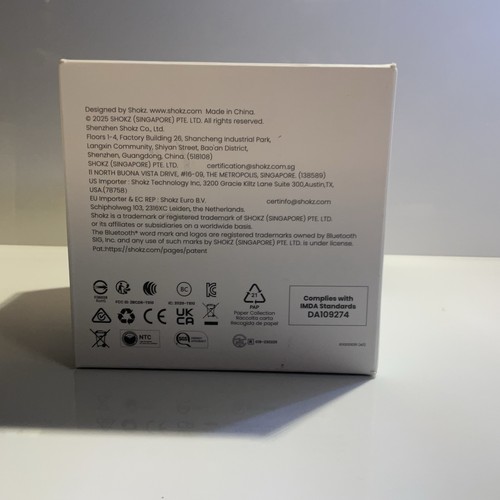 Designed by Shokz. www.shokz.com Made in China.
© 2025 SHOKZ (SINGAPORE) PTE. LTD. All rights reserved.
Shenzhen Shokz Co., Ltd.
Floors 1-4, Factory Building 26, Shancheng Industrial Park,
Langxin Community, Shiyan Street, Bao'an District,
Shenzhen, Guangdong, China. (518108)
SHOKZ (SINGAPORE) PTE. LTD. certification@shokz.com.sg
11 NORTH BUONA VISTA DRIVE, #16-09, THE METROPOLIS, SINGAPORE. (138589)
US Importer : Shokz Technology Inc, 3200 Gracie Kiltz Lane Suite 300,Austin,TX,
USA.(78758)
EU Importer & EC REP : Shokz Euro B.V. certinfo@shokz.com
Schipholweg 103, 2316XC Leiden, the Netherlands.
Shokz is a trademark or registered trademark of SHOKZ (SINGAPORE) PTE. LTD.
or its affiliates or subsidiaries on a worldwide basis.
The Bluetooth® word mark and logos are registered trademarks owned by Bluetooth
SIG, Inc. and any use of such marks by SHOKZ (SINGAPORE) PTE. LTD. is under license.
Pat.:https://shokz.com/pages/patent
21
PAP
Paper Collection
Raccolta carta
Recogida de papel
Complies with
IMDA Standards
DA109274
CE
UK
CA
NTC